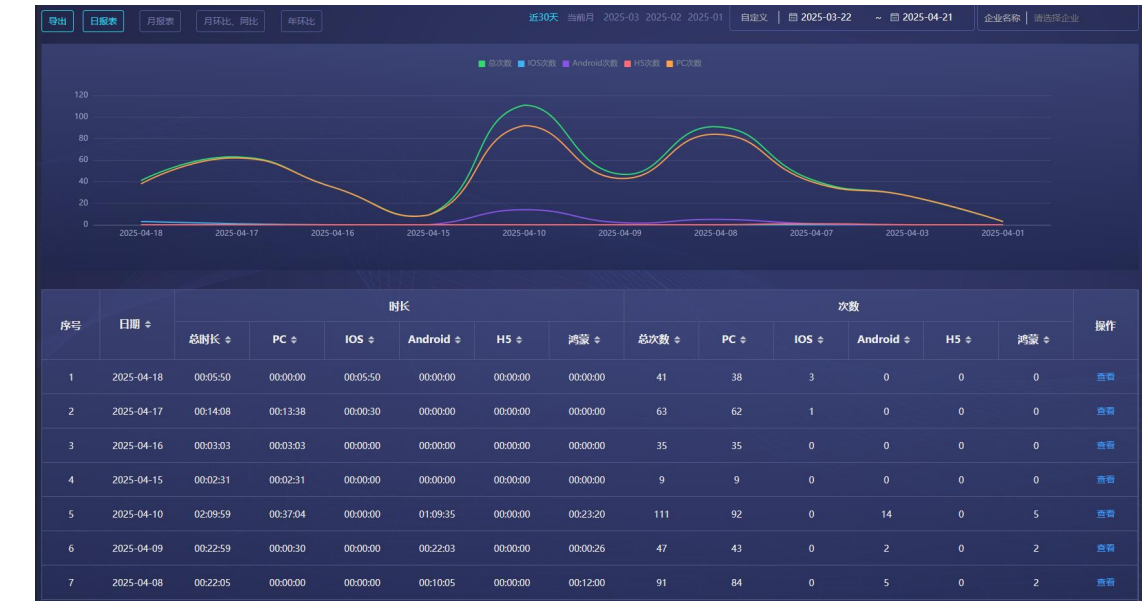 导出 日报表 月报表 月环比、同比 年环比 近30天 当前月 2025-03 2025-02 2025-01 自定义 2025-03-22 ~ 2025-04-21 企业名称 请选择企业
总次数 IOS次数 Android次数 H5次数 PC次数
120
100
80
60
40
20
0
2025-04-18 2025-04-17 2025-04-16 2025-04-15 2025-04-10 2025-04-09 2025-04-08 2025-04-07 2025-04-03 2025-04-01
序号 日期 时长 次数 操作
总时长 PC IOS Android H5 鸿蒙 总次数 PC IOS Android H5 鸿蒙
1 2025-04-18 00:05:50 00:00:00 00:05:50 00:00:00 00:00:00 00:00:00 41 38 3 0 0 0 查看
2 2025-04-17 00:14:08 00:13:38 00:00:30 00:00:00 00:00:00 00:00:00 63 62 1 0 0 0 查看
3 2025-04-16 00:03:03 00:03:03 00:00:00 00:00:00 00:00:00 00:00:00 35 35 0 0 0 0 查看
4 2025-04-15 00:02:31 00:02:31 00:00:00 00:00:00 00:00:00 00:00:00 9 9 0 0 0 0 查看
5 2025-04-10 02:09:59 00:37:04 00:00:00 01:09:35 00:00:00 00:23:20 111 92 0 14 0 5 查看
6 2025-04-09 00:22:59 00:00:30 00:00:00 00:22:03 00:00:00 00:00:26 47 43 0 2 0 2 查看
7 2025-04-08 00:22:05 00:00:00 00:00:00 00:10:05 00:00:00 00:12:00 91 84 0 5 0 2 查看